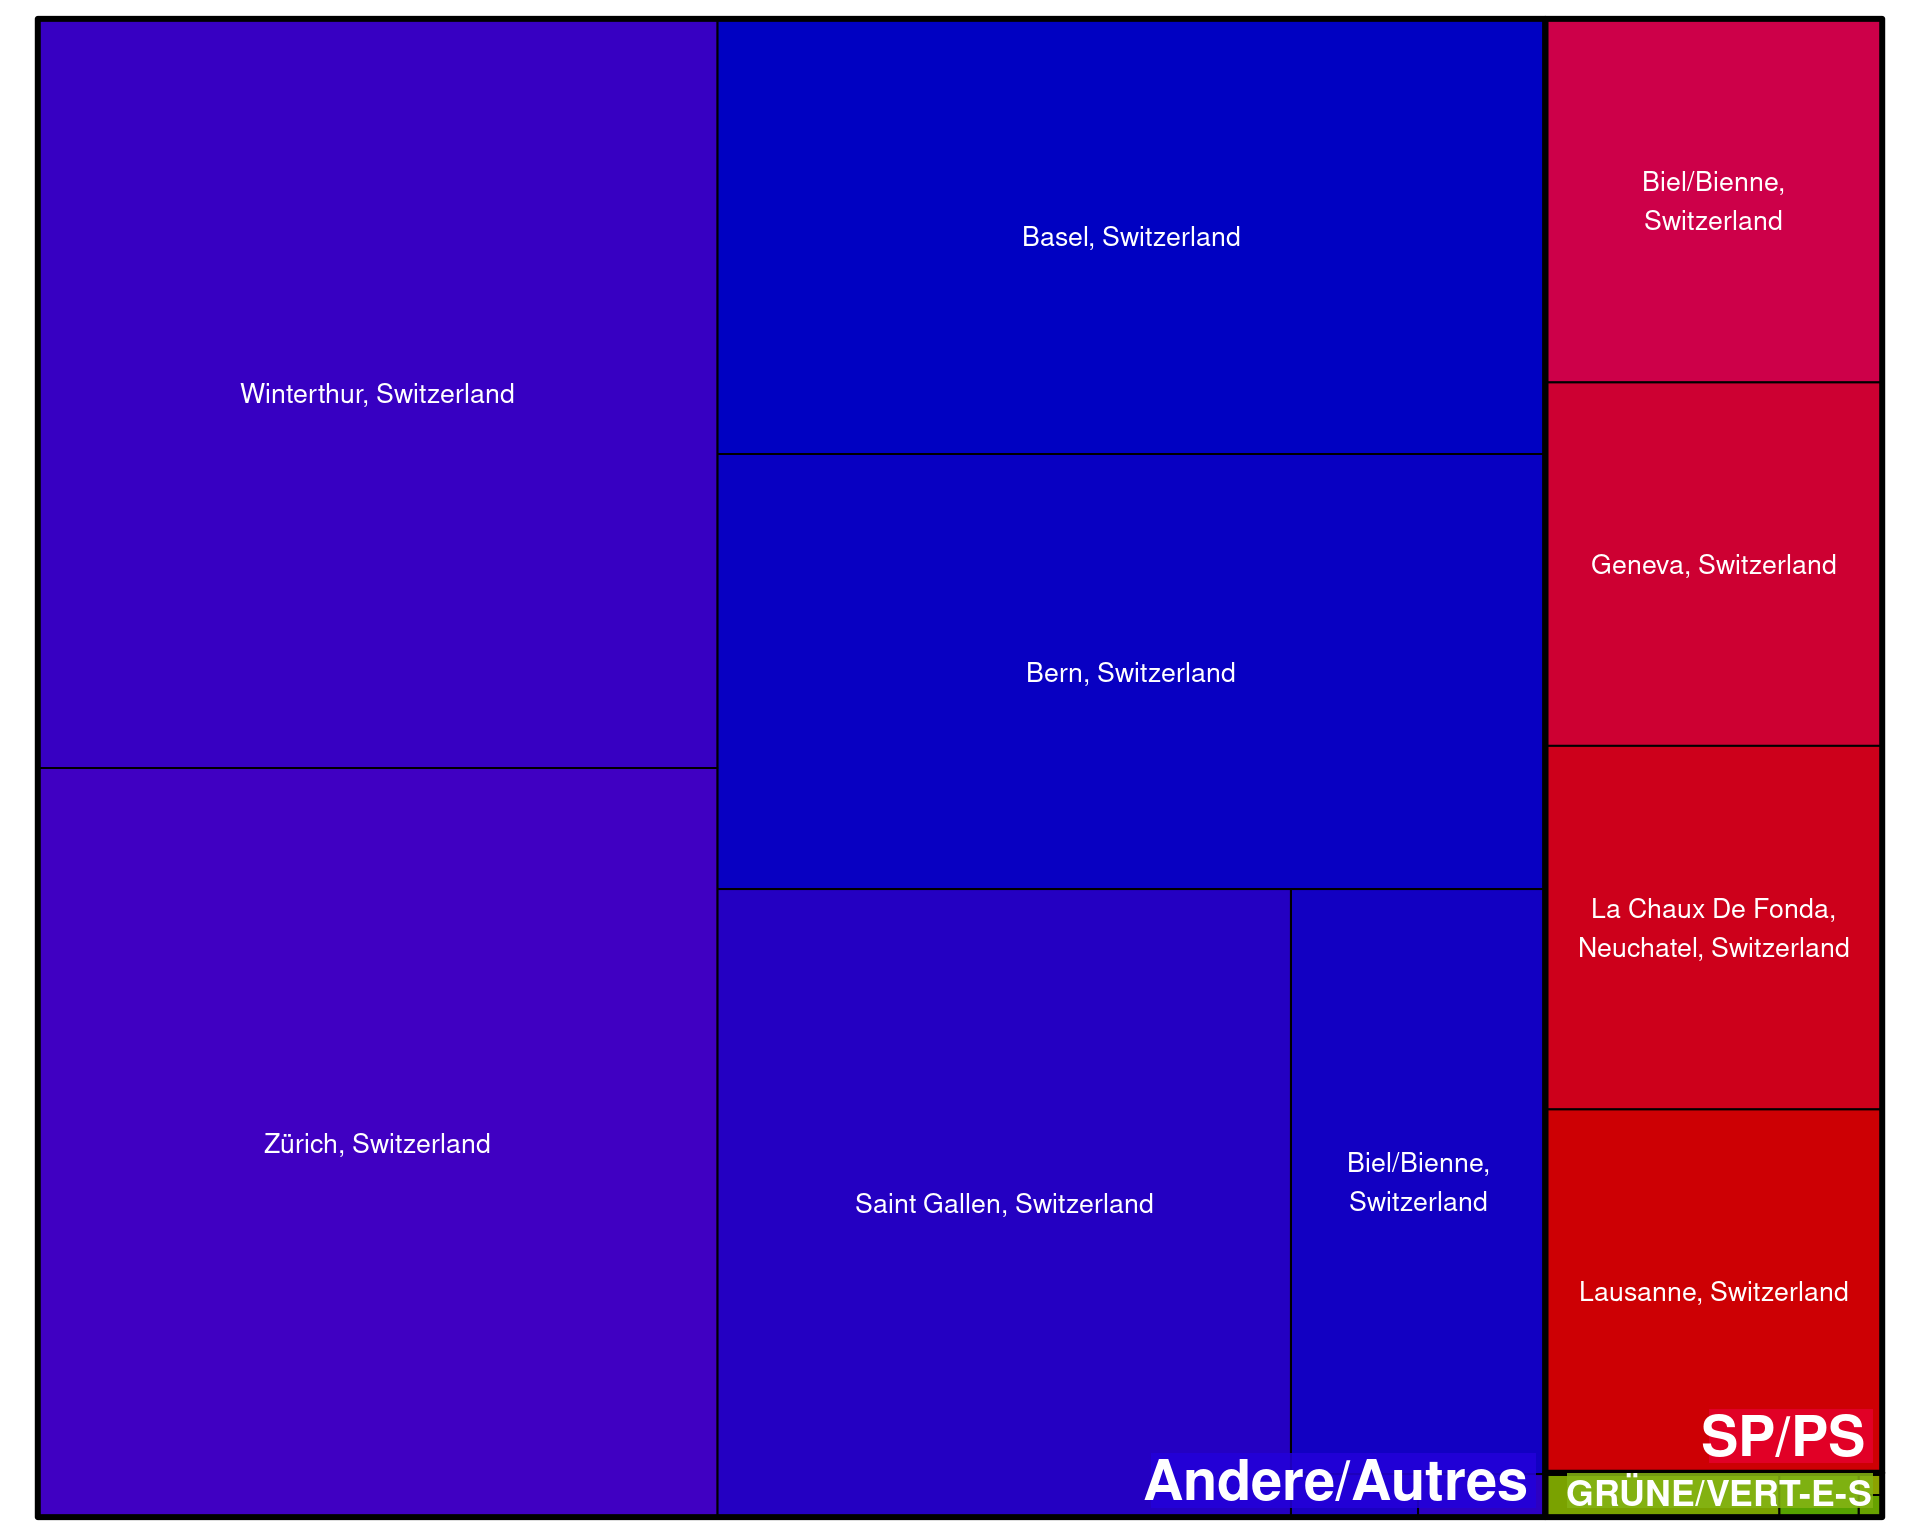 Winterthur, Switzerland
Zürich, Switzerland
Basel, Switzerland
Bern, Switzerland
Saint Gallen, Switzerland
Biel/Bienne,
Switzerland
Andere/Autres
Biel/Bienne,
Switzerland
Geneva, Switzerland
La Chaux De Fonda,
Neuchatel, Switzerland
Lausanne, Switzerland
SP/PS
GRÜNE/VERT-E-S